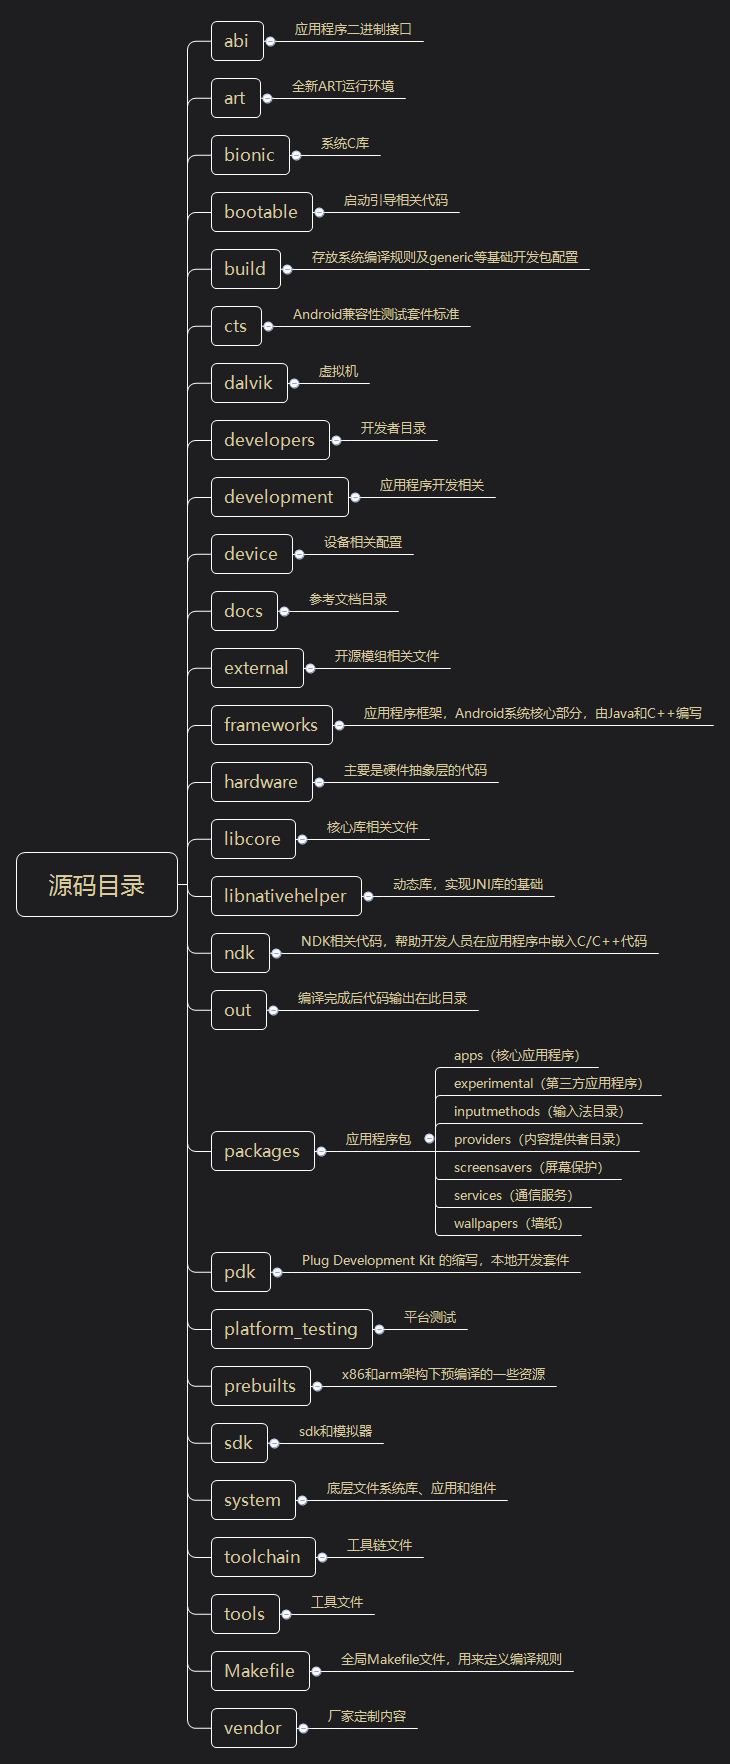 源码目录
abi
应用程序二进制接口
art
全新ART运行环境
bionic
系统C库
bootable
启动引导相关代码
build
存放系统编译规则及generic等基础开发包配置
cts
Android兼容性测试套件标准
dalvik
虚拟机
developers
开发者目录
development
应用程序开发相关
device
设备相关配置
docs
参考文档目录
external
开源模组相关文件
frameworks
应用程序框架，Android系统核心部分，由Java和C++编写
hardware
主要是硬件抽象层的代码
libcore
核心库相关文件
libnativehelper
动态库，实现JNI库的基础
ndk
NDK相关代码，帮助开发人员在应用程序中嵌入C/C++代码
out
编译完成后代码输出在此目录
packages
应用程序包
apps（核心应用程序）
experimental（第三方应用程序）
inputmethods（输入法目录）
providers（内容提供者目录）
screensavers（屏幕保护）
services（通信服务）
wallpapers（墙纸）
pdk
Plug Development Kit 的缩写，本地开发套件
platform_testing
平台测试
prebuilts
x86和arm架构下预编译的一些资源
sdk
sdk和模拟器
system
底层文件系统库、应用和组件
toolchain
工具链文件
tools
工具文件
Makefile
全局Makefile文件，用来定义编译规则
vendor
厂家定制内容